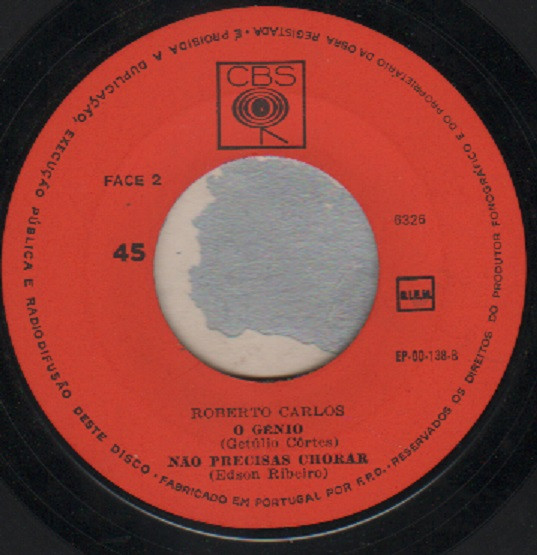 RESERVADOS OS DIREITOS DO PRODUTOR FONOGRÁFICO E DO PROPRIETÁRIO DA OBRA REGISTADA • É PROIBIDA A DUPLICAÇÃO, EXECUÇÃO PÚBLICA E RADIODIFUSÃO DESTE DISCO • FABRICADO EM PORTUGAL POR F.R.D. •
CBS
FACE 2
6326
45
B.I.E.M.
EP-00-138-B
ROBERTO CARLOS
O GÉNIO
(Getúlio Côrtes)
NÃO PRECISAS CHORAR
(Edson Ribeiro)